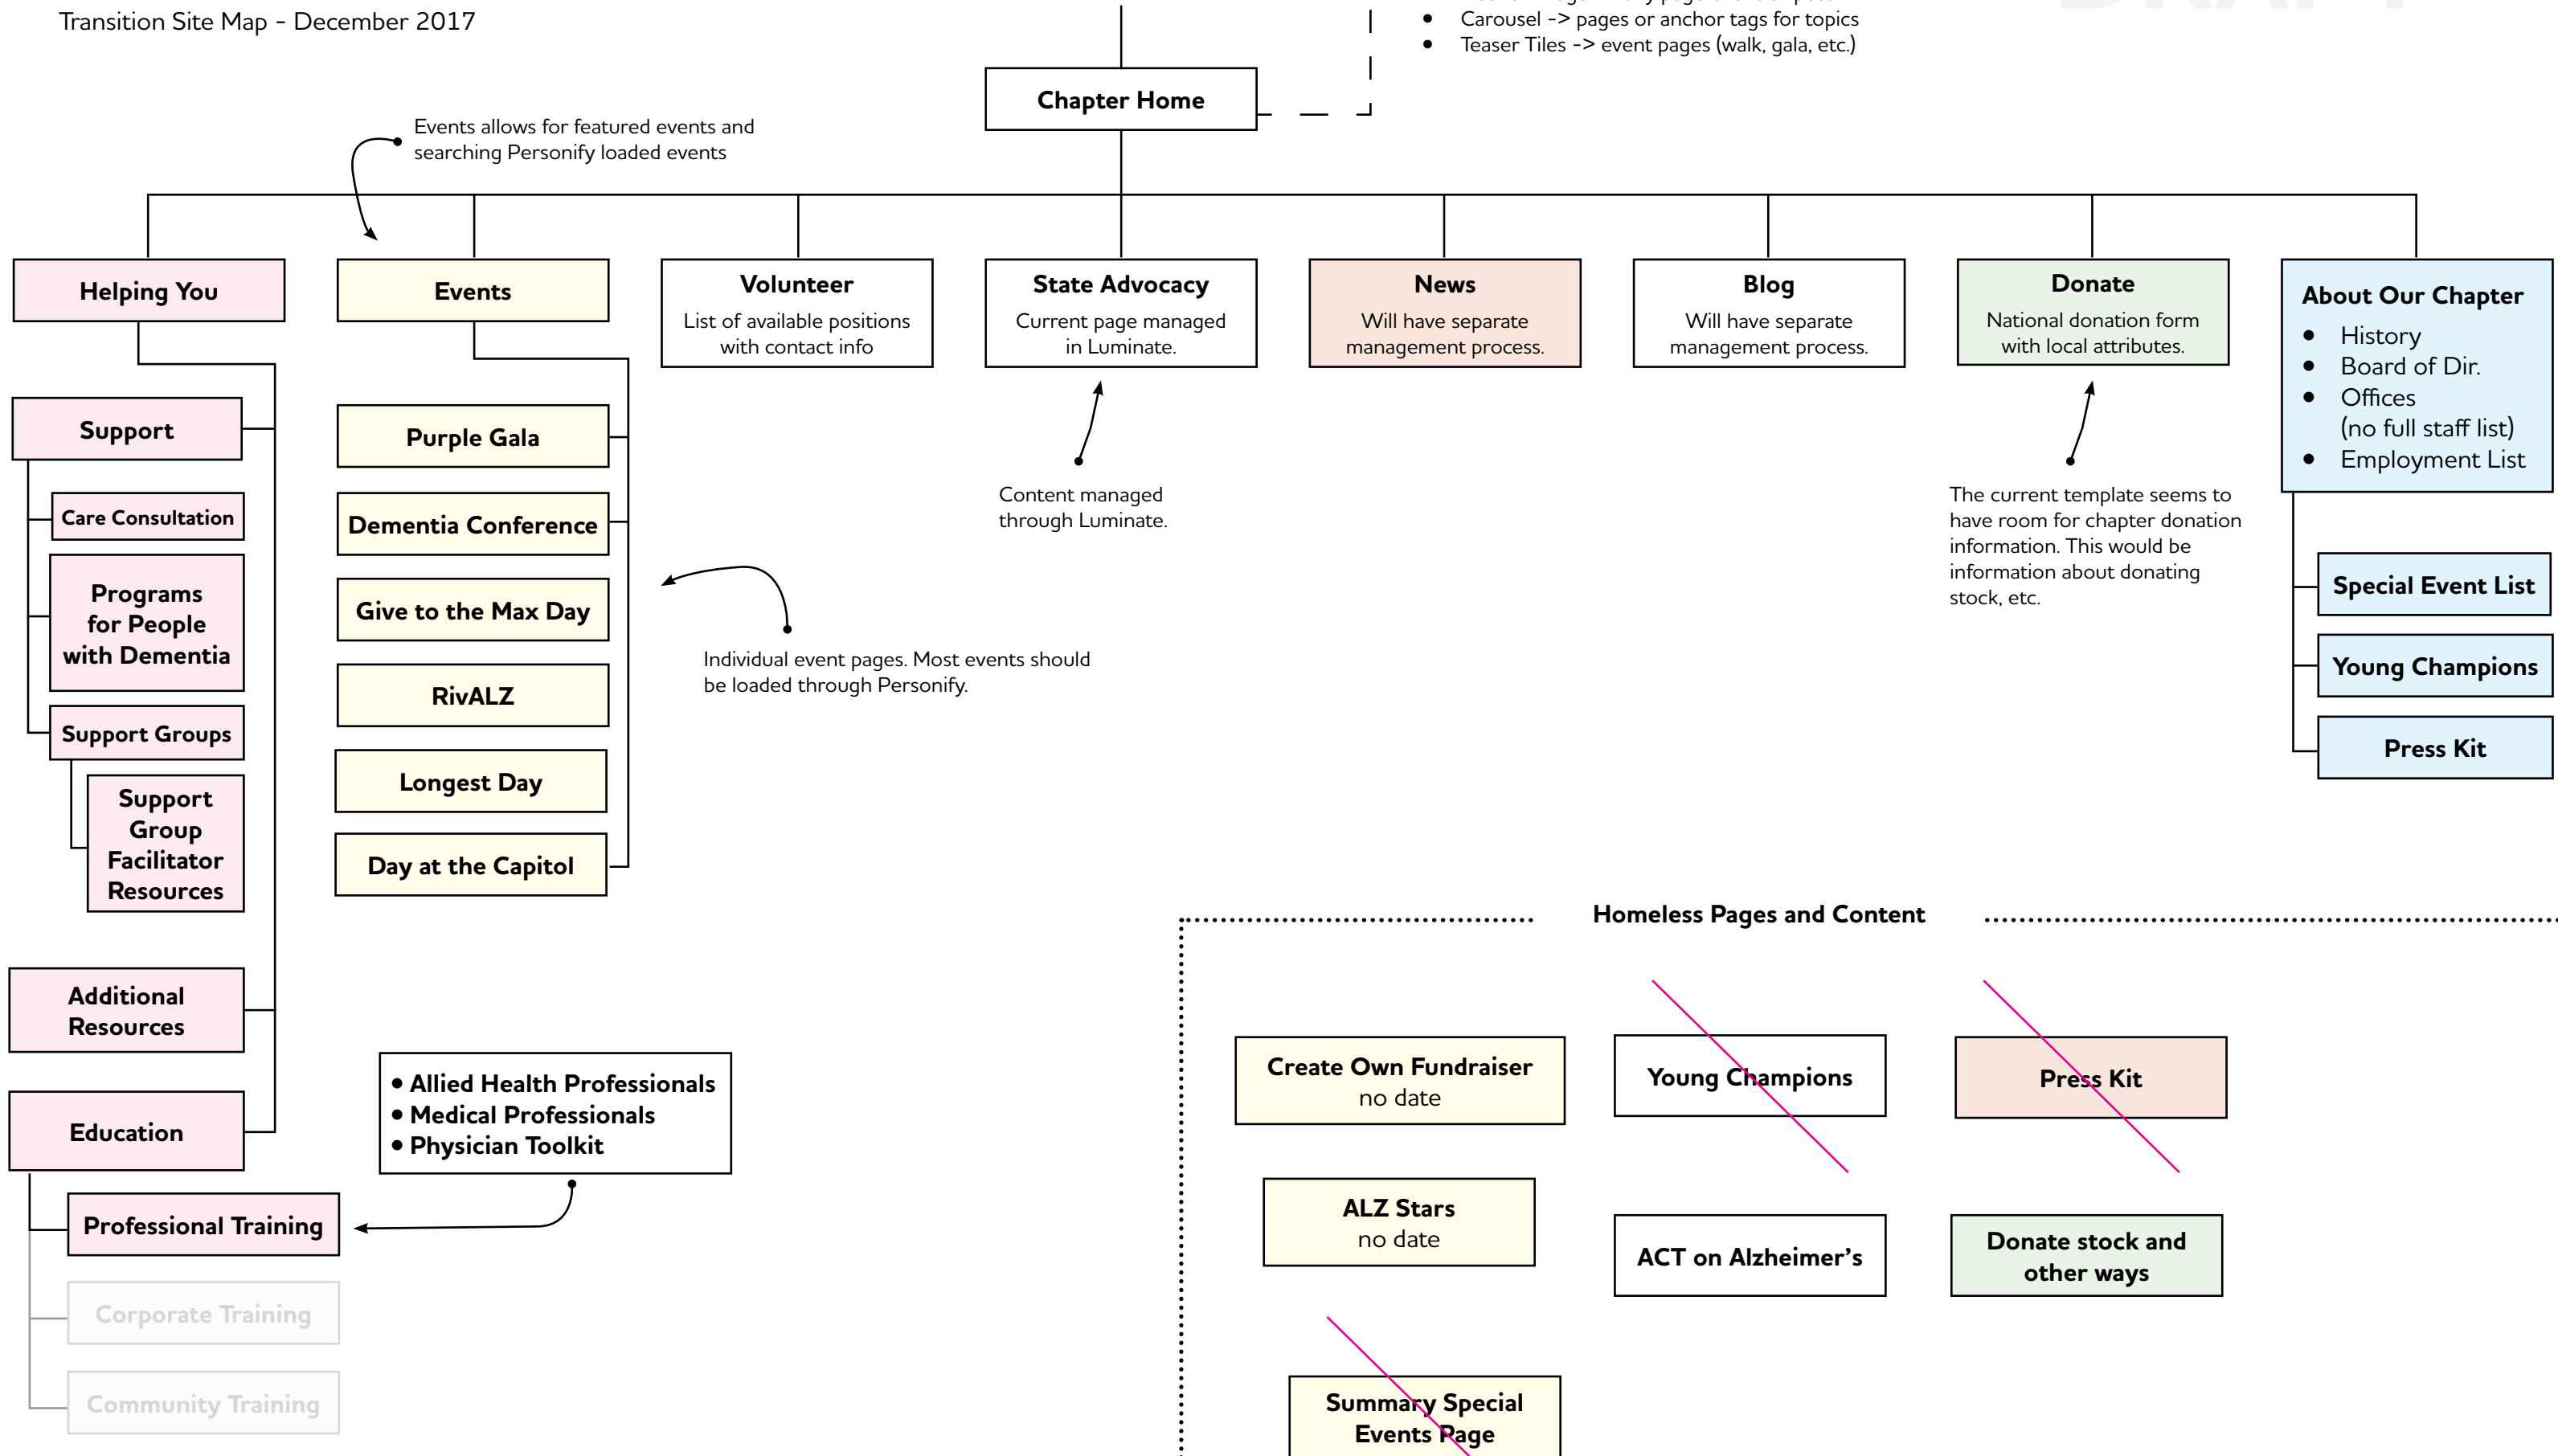 Transition Site Map - December 2017
Carousel -> pages or anchor tags for topics
Teaser Tiles -> event pages (walk, gala, etc.)
Chapter Home
Events allows for featured events and
searching Personify loaded events
Helping You
Events
Volunteer
List of available positions
with contact info
State Advocacy
Current page managed
in Luminate.
News
Will have separate
management process.
Blog
Will have separate
management process.
Donate
National donation form
with local attributes.
About Our Chapter
• History
• Board of Dir.
• Offices
(no full staff list)
• Employment List
Support
Care Consultation
Programs
for People
with Dementia
Support Groups
Support
Group
Facilitator
Resources
Additional
Resources
Education
Professional Training
Corporate Training
Community Training
Purple Gala
Dementia Conference
Give to the Max Day
RivALZ
Longest Day
Day at the Capitol
• Allied Health Professionals
• Medical Professionals
• Physician Toolkit
Individual event pages. Most events should
be loaded through Personify.
Content managed
through Luminate.
The current template seems to
have room for chapter donation
information. This would be
information about donating
stock, etc.
Special Event List
Young Champions
Press Kit
Homeless Pages and Content
Create Own Fundraiser
no date
Young Champions
Press Kit
ALZ Stars
no date
ACT on Alzheimer's
Donate stock and
other ways
Summary Special
Events Page